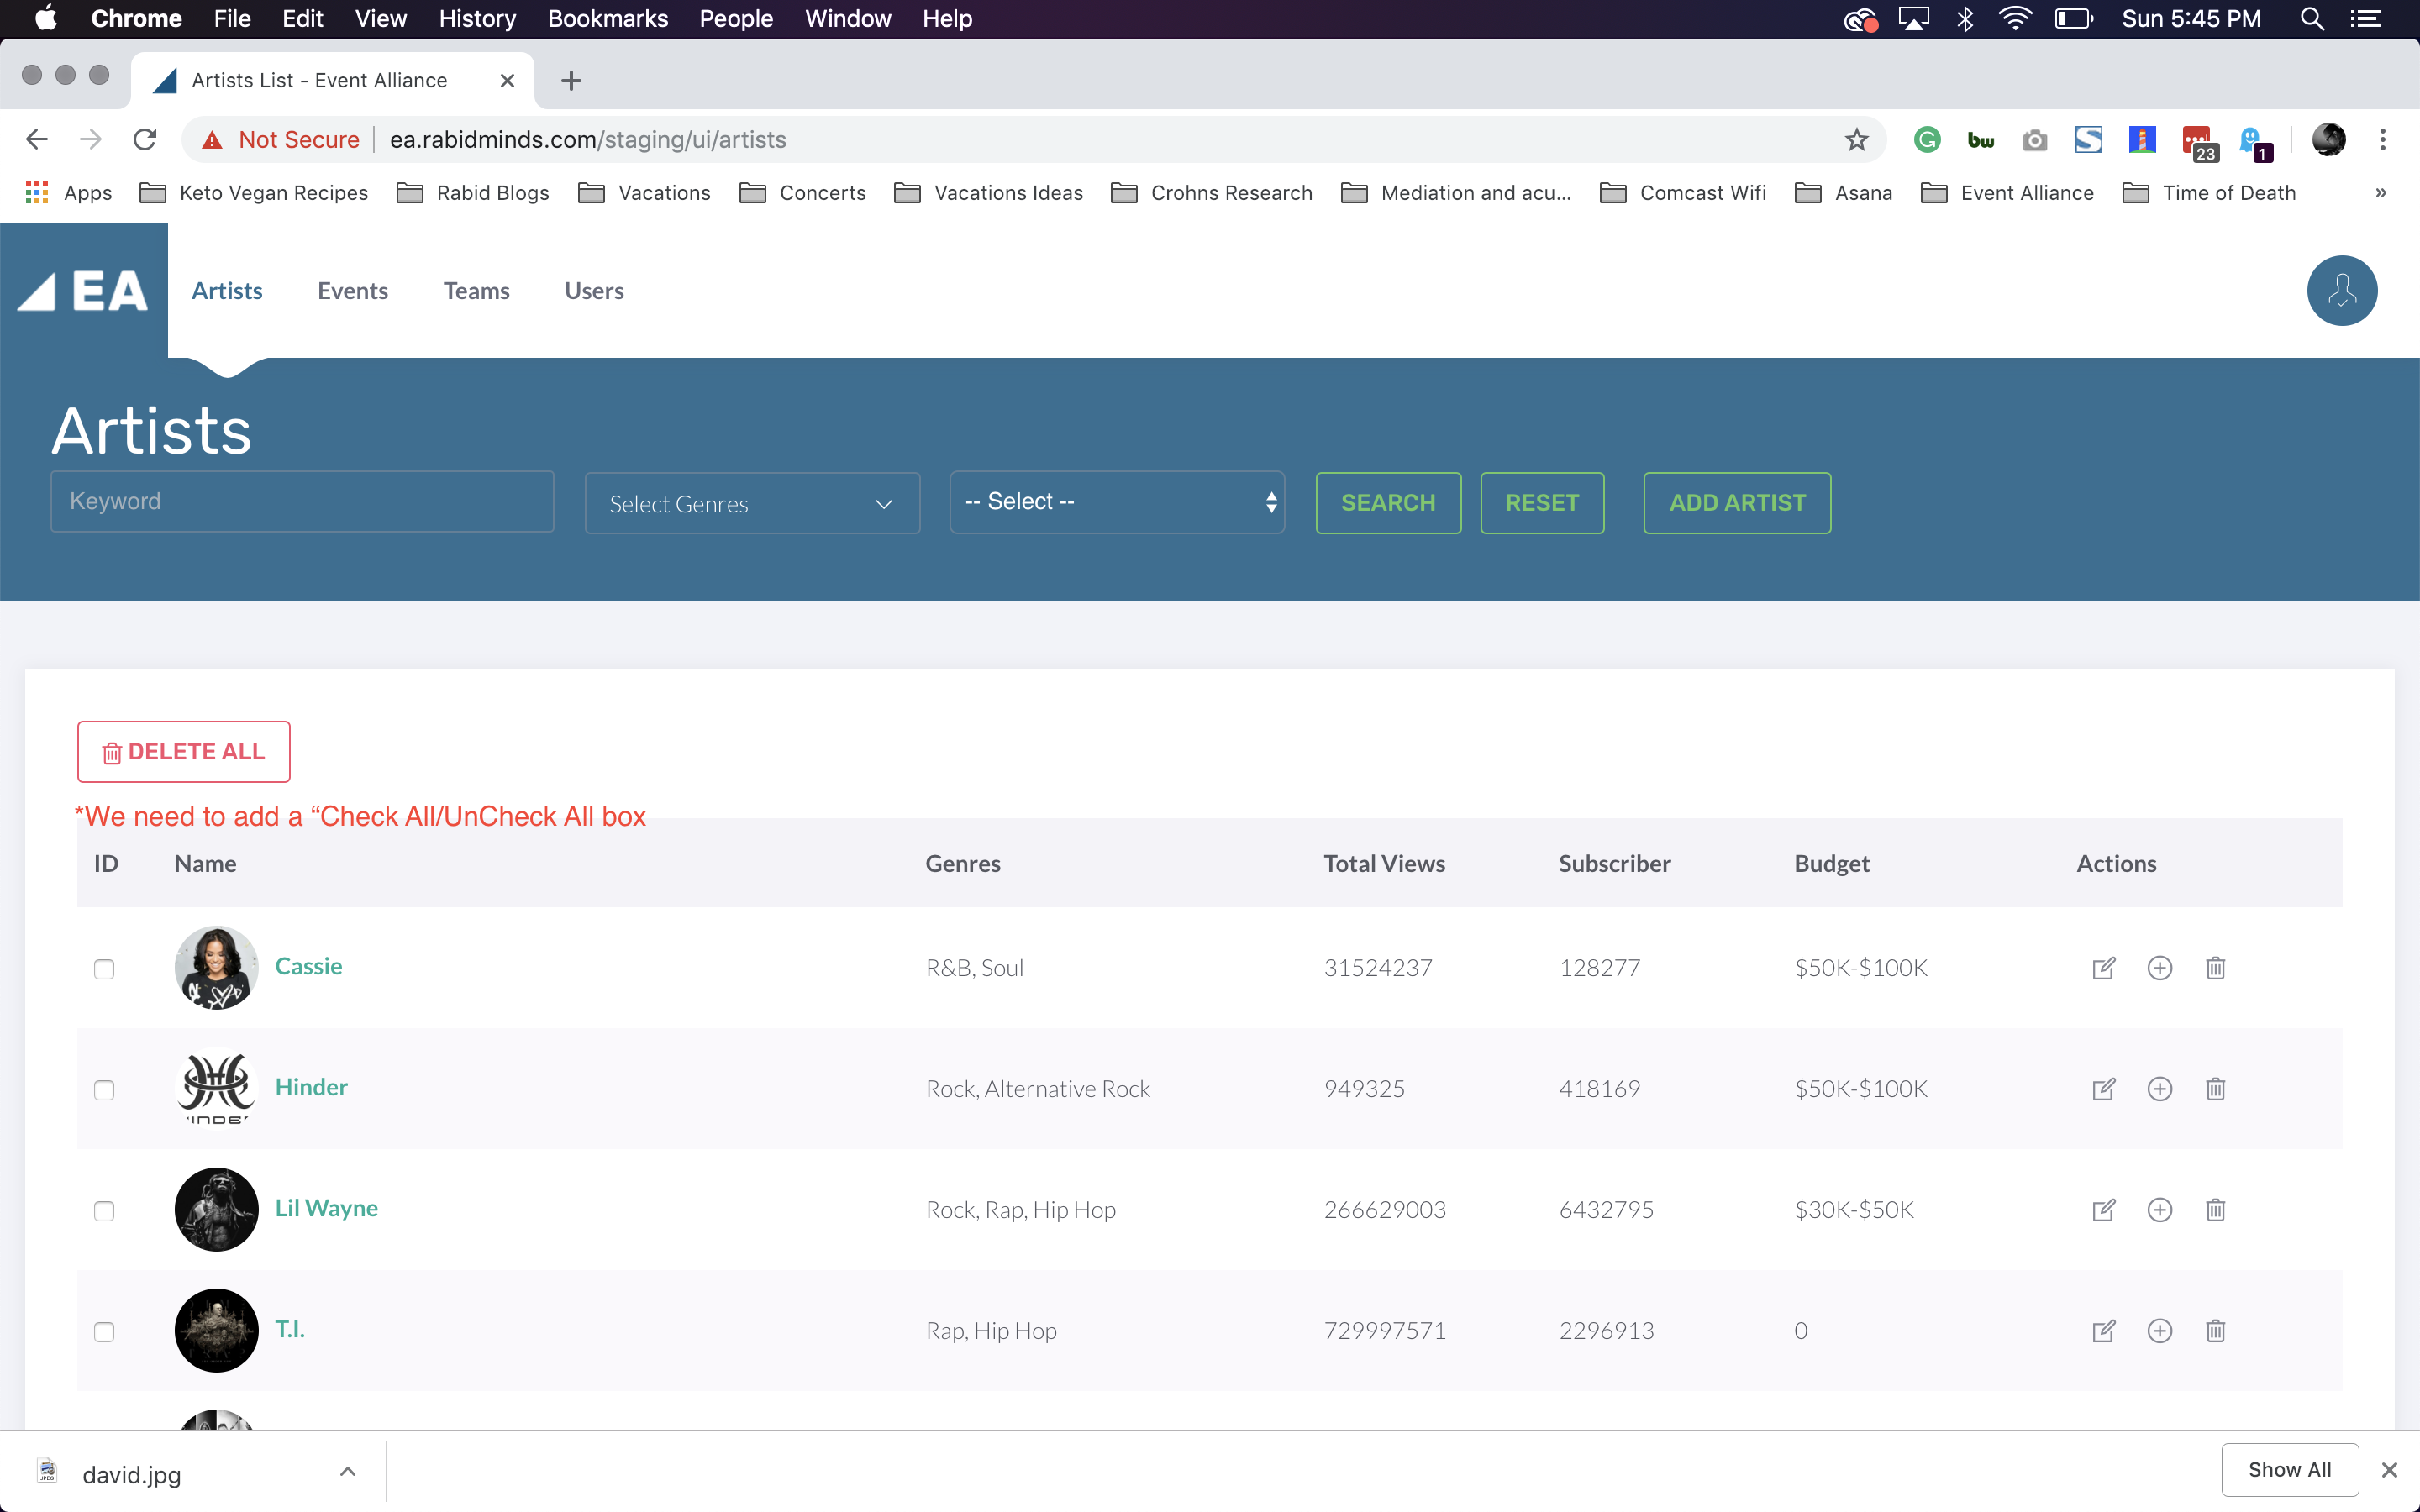 Chrome File Edit View History Bookmarks People Window Help Sun 5:45 PM
Artists List - Event Alliance
Not Secure ea.rabidminds.com/staging/ui/artists bw 23 1
Apps Keto Vegan Recipes Rabid Blogs Vacations Concerts Vacations Ideas Crohns Research Mediation and acu... Comcast Wifi Asana Event Alliance Time of Death »
EA Artists Events Teams Users
Artists
Keyword Select Genres -- Select -- SEARCH RESET ADD ARTIST
DELETE ALL
*We need to add a “Check All/UnCheck All box
ID Name Genres Total Views Subscriber Budget Actions
Cassie R&B, Soul 31524237 128277 $50K-$100K
Hinder Rock, Alternative Rock 949325 418169 $50K-$100K
Lil Wayne Rock, Rap, Hip Hop 266629003 6432795 $30K-$50K
T.I. Rap, Hip Hop 729997571 2296913 0
JPEG david.jpg Show All